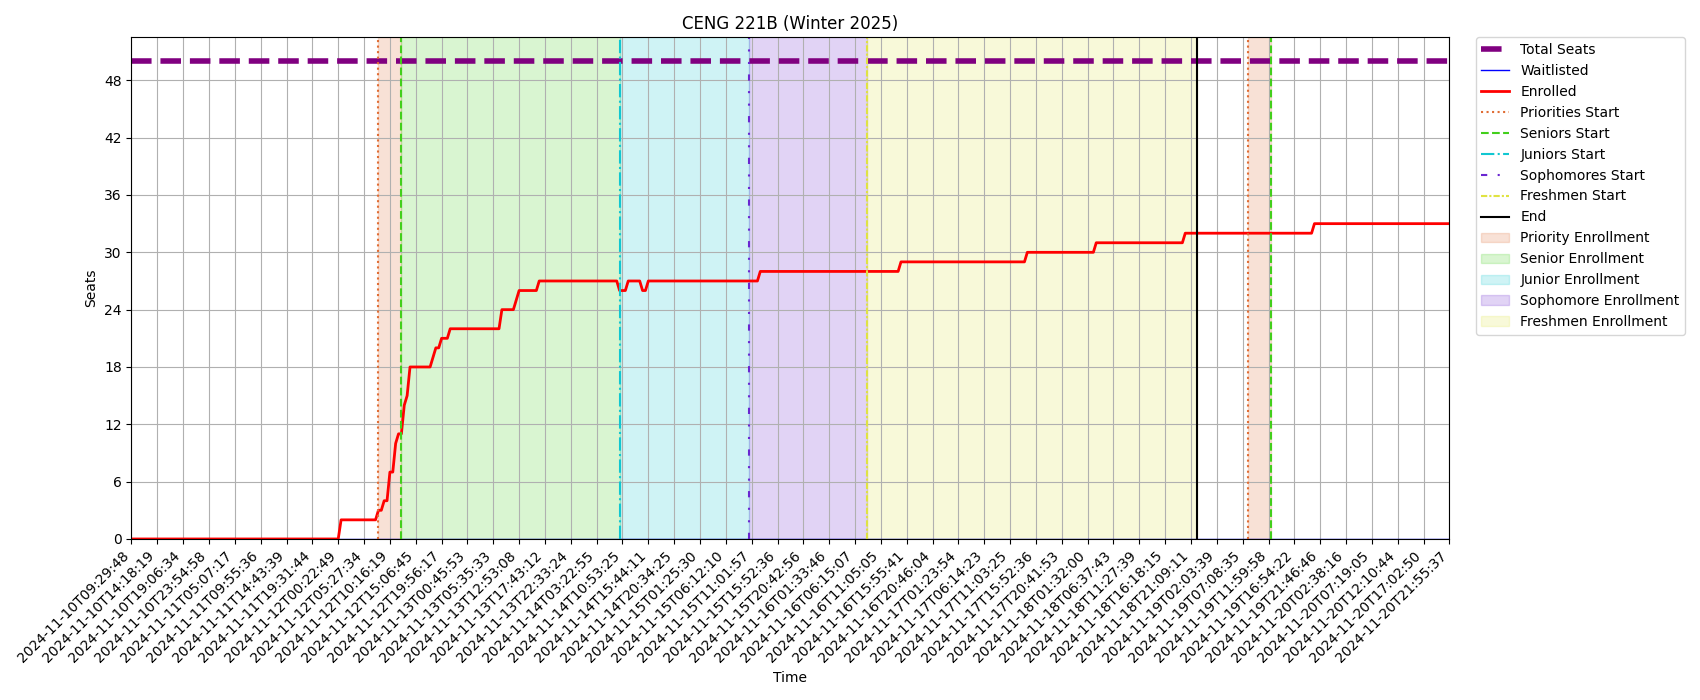 CENG 221B (Winter 2025)
Total Seats
Waitlisted
Enrolled
Priorities Start
Seniors Start
Juniors Start
Sophomores Start
Freshmen Start
End
Priority Enrollment
Senior Enrollment
Junior Enrollment
Sophomore Enrollment
Freshmen Enrollment
Seats
48
42
36
30
24
18
12
6
0
2024-11-10T09:29:48
2024-11-10T14:18:19
2024-11-10T19:06:34
2024-11-10T23:54:58
2024-11-11T05:07:17
2024-11-11T09:55:36
2024-11-11T14:43:39
2024-11-11T19:31:44
2024-11-12T00:22:49
2024-11-12T05:27:34
2024-11-12T10:16:19
2024-11-12T15:06:45
2024-11-12T19:56:17
2024-11-13T00:45:53
2024-11-13T05:35:33
2024-11-13T12:53:08
2024-11-13T17:43:12
2024-11-13T22:33:24
2024-11-14T03:22:55
2024-11-14T10:53:25
2024-11-14T15:44:11
2024-11-14T20:34:25
2024-11-15T01:25:30
2024-11-15T06:12:10
2024-11-15T11:01:57
2024-11-15T15:52:36
2024-11-15T20:42:56
2024-11-16T01:33:46
2024-11-16T06:15:07
2024-11-16T11:05:05
2024-11-16T15:55:41
2024-11-16T20:46:04
2024-11-17T01:23:54
2024-11-17T06:14:23
2024-11-17T11:03:25
2024-11-17T15:52:36
2024-11-17T20:41:53
2024-11-18T01:32:00
2024-11-18T06:37:43
2024-11-18T11:27:39
2024-11-18T16:18:15
2024-11-18T21:09:11
2024-11-19T02:03:39
2024-11-19T07:08:35
2024-11-19T11:59:58
2024-11-19T16:54:22
2024-11-19T21:46:46
2024-11-20T02:38:16
2024-11-20T07:19:05
2024-11-20T12:10:44
2024-11-20T17:02:50
2024-11-20T21:55:37
Time